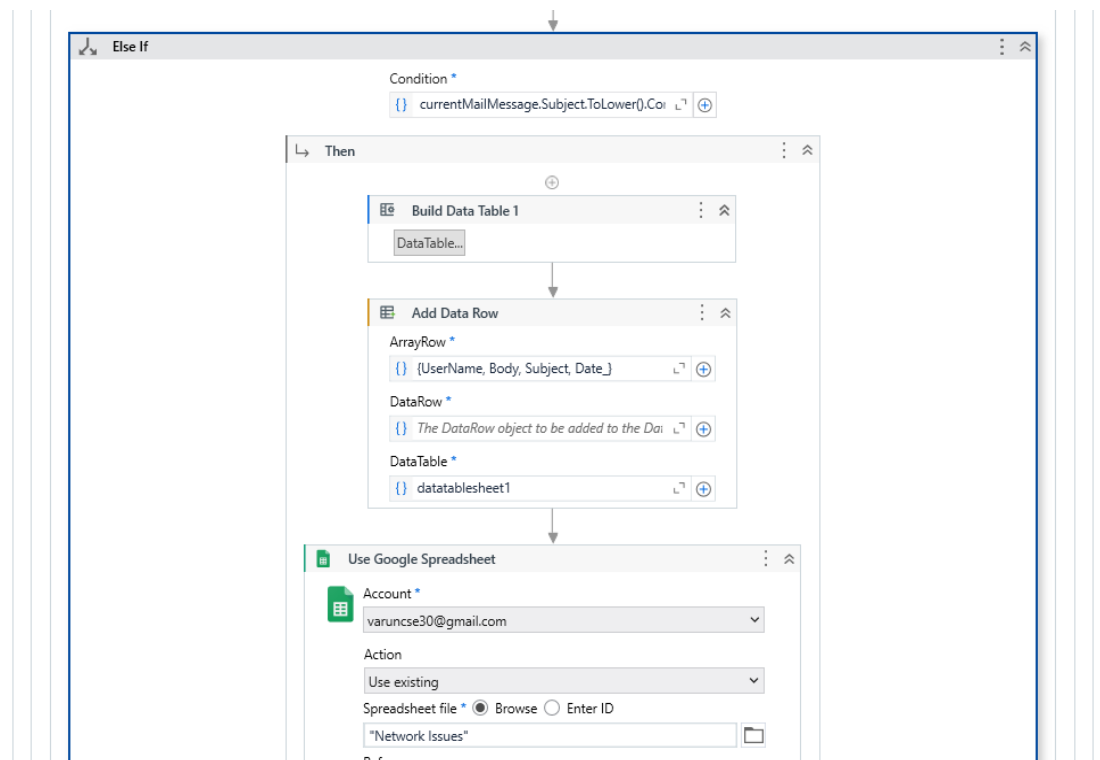 Else If
Condition *
{} currentMailMessage.Subject.ToLower().Co
Then
Build Data Table 1
DataTable...
Add Data Row
ArrayRow *
{} {UserName, Body, Subject, Date_}
DataRow *
{} The DataRow object to be added to the Da
DataTable *
{} datatablesheet1
Use Google Spreadsheet
Account *
varuncse30@gmail.com
Action
Use existing
Spreadsheet file * Browse Enter ID
"Network Issues"